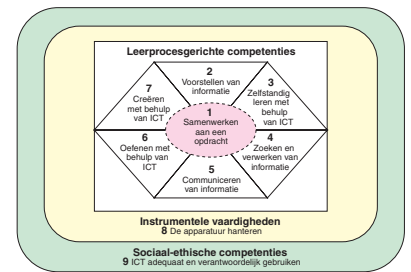 Leerprocesgerichte competenties
2
Voorstellen van
informatie
7
Creëren
met behulp
van ICT
3
Zelfstandig
leren met
behulp
van ICT
1
Samenwerken
aan een
opdracht
6
Oefenen met
behulp van
ICT
4
Zoeken en
verwerken van
informatie
5
Communiceren
van informatie
Instrumentele vaardigheden
8 De apparatuur hanteren
Sociaal-ethische competenties
9 ICT adequaat en verantwoordelijk gebruiken